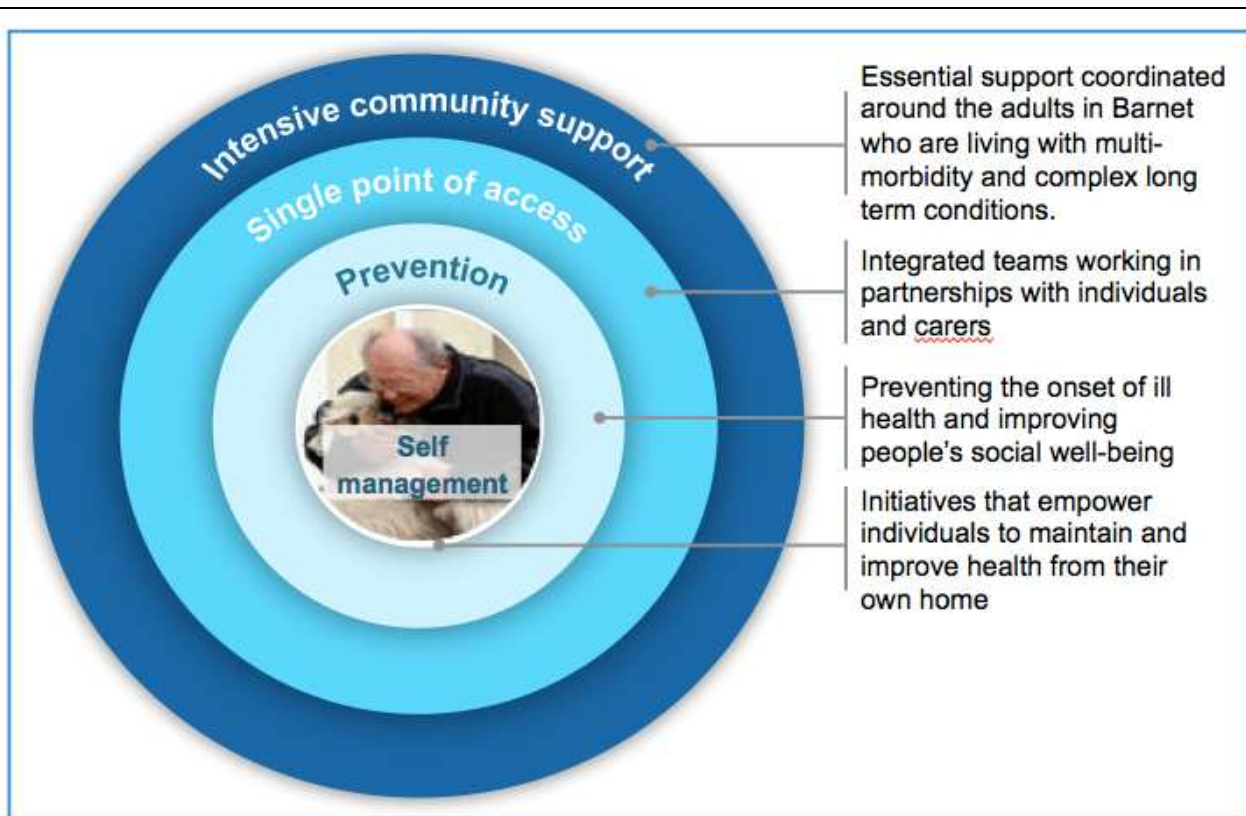 Intensive community support
Single point of access
Prevention
Self
management
Essential support coordinated
around the adults in Barnet
who are living with multi-
morbidity and complex long
term conditions.
Integrated teams working in
partnerships with individuals
and carers
Preventing the onset of ill
health and improving
people's social well-being
Initiatives that empower
individuals to maintain and
improve health from their
own home